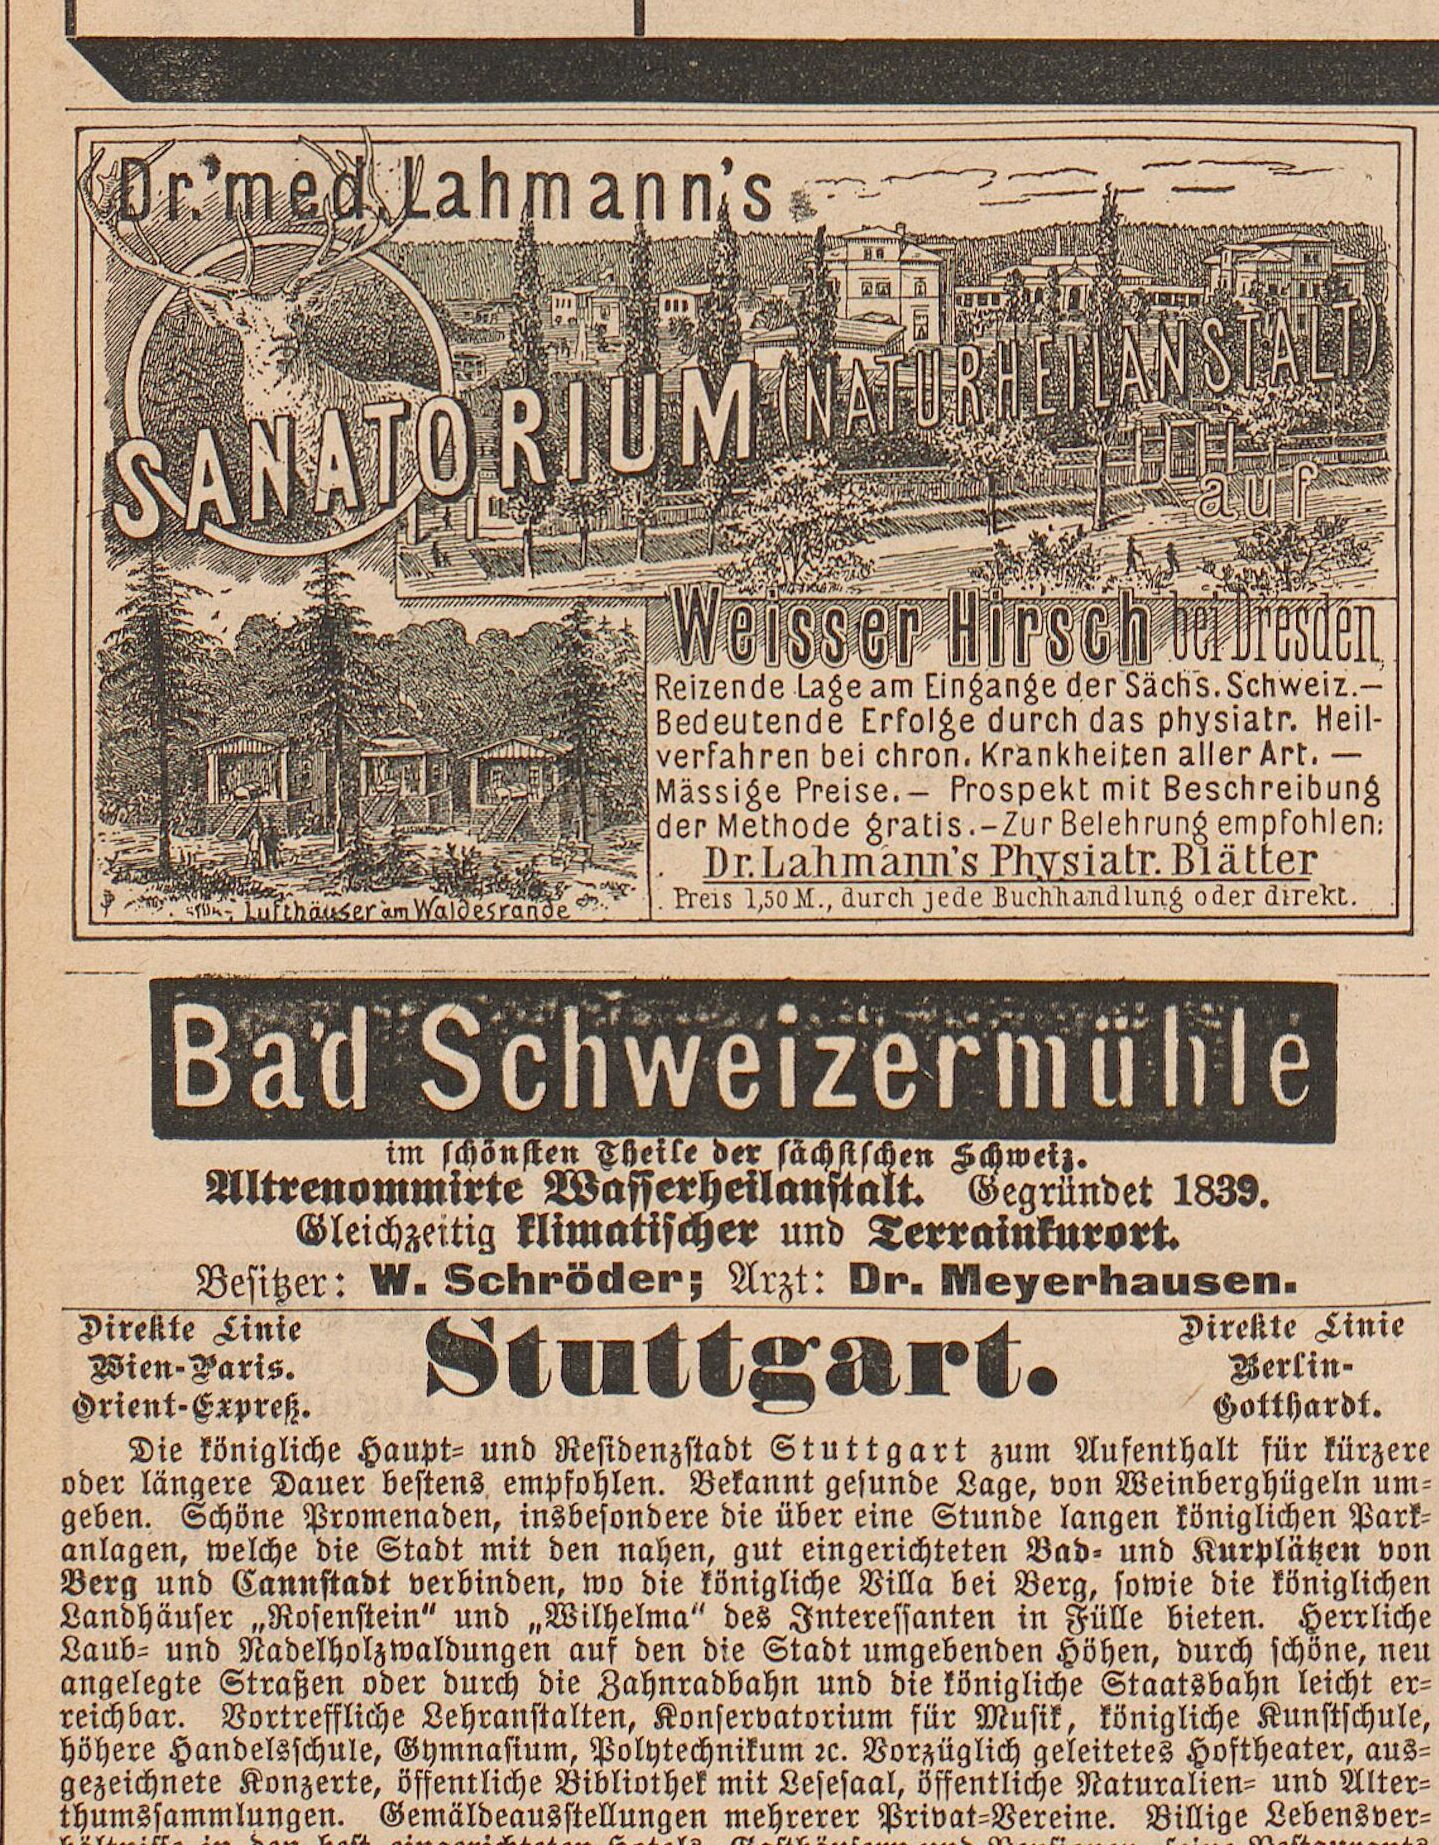 Dr. med. Lahmann's
SANATORIUM (NATURHEILANSTALT)
auf
Weisser Hirsch bei Dresden,
Reizende Lage am Eingange der Sächs. Schweiz. —
Bedeutende Erfolge durch das physiatr. Heil-
verfahren bei chron. Krankheiten aller Art. —
Mässige Preise. — Prospekt mit Beschreibung
der Methode gratis. — Zur Belehrung empfohlen:
Dr. Lahmann's Physiatr. Blätter
Preis 1,50 M., durch jede Buchhandlung oder direkt.
Lufthäuser am Waldesrande
Bad Schweizermühle
im schönsten Theile der sächsischen Schweiz.
Altrenommirte Wasserheilanstalt. Gegründet 1839.
Gleichzeitig klimatischer und Terrainkurort.
Besitzer: W. Schröder; Arzt: Dr. Meyerhausen.
Direkte Linie
Wien-Paris.
Orient-Expreß.
Stuttgart.
Direkte Linie
Berlin-
Gotthardt.
Die königliche Haupt- und Residenzstadt Stuttgart zum Aufenthalt für kürzere
oder längere Dauer bestens empfohlen. Bekannt gesunde Lage, von Weinberghügeln um-
geben. Schöne Promenaden, insbesondere die über eine Stunde langen königlichen Park-
anlagen, welche die Stadt mit den nahen, gut eingerichteten Bad- und Kurplätzen von
Berg und Cannstadt verbinden, wo die königliche Villa bei Berg, sowie die königlichen
Landhäuser „Rosenstein“ und „Wilhelma“ des Interessanten in Fülle bieten. Herrliche
Laub- und Nadelholzwaldungen auf den die Stadt umgebenden Höhen, durch schöne, neu
angelegte Straßen oder durch die Zahnradbahn und die königliche Staatsbahn leicht er-
reichbar. Vortreffliche Lehranstalten, Konservatorium für Musik, königliche Kunstschule,
höhere Handelsschule, Gymnasium, Polytechnikum ꝛc. Vorzüglich geleitetes Hoftheater, aus-
gezeichnete Konzerte, öffentliche Bibliothek mit Lesesaal, öffentliche Naturalien- und Alter-
thumssammlungen. Gemäldeausstellungen mehrerer Privat-Vereine. Billige Lebensver-